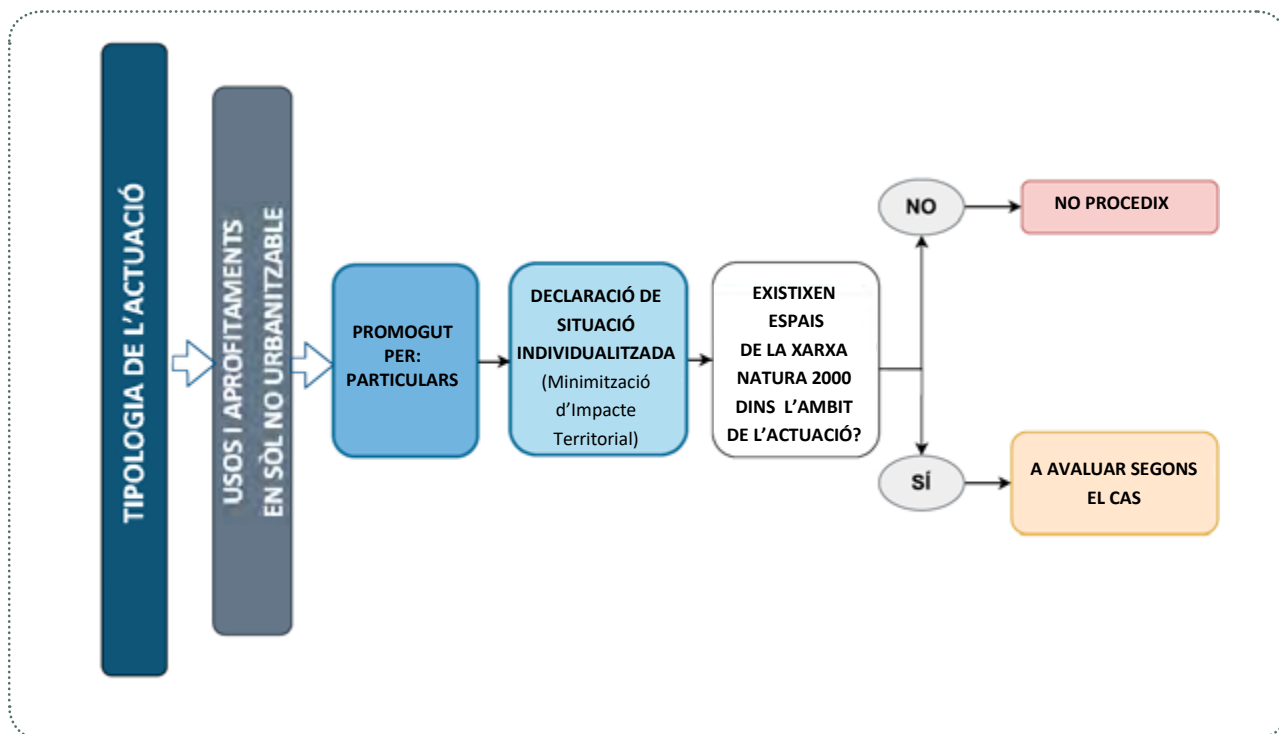 TIPOLOGIA DE L'ACTUACIÓ
USOS I APROFITAMENTS
EN SÒL NO URBANITZABLE
PROMOGUT
PER:
PARTICULARS
DECLARACIÓ DE
SITUACIÓ
INDIVIDUALITZADA
(Minimització
d'Impacte
Territorial)
EXISTIXEN
ESPAIS
DE LA XARXA
NATURA 2000
DINS L'AMBIT
DE L'ACTUACIÓ?
NO
NO PROCEDIX
SÍ
A AVALUAR SEGONS
EL CAS